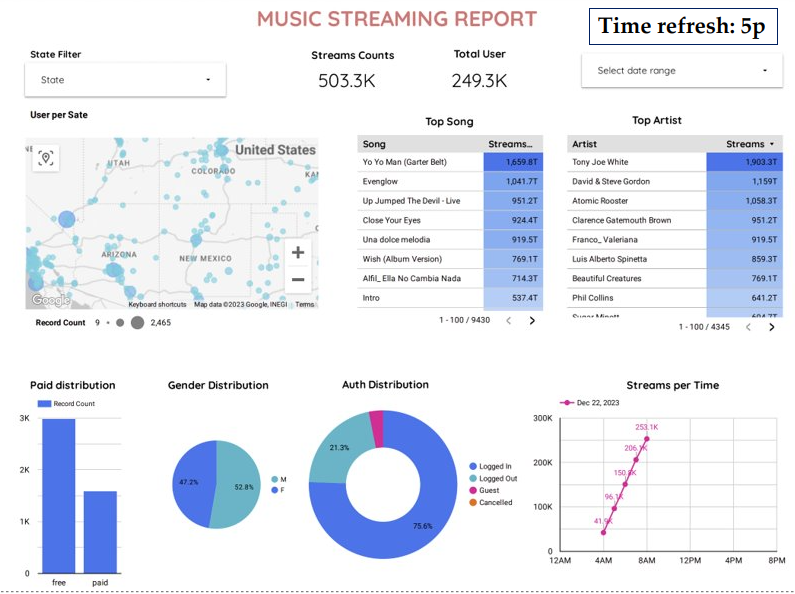 MUSIC STREAMING REPORT
Time refresh: 5p
State Filter
State
Streams Counts
503.3K
Total User
249.3K
Select date range
User per Sate
United States
UTAH
COLORADO
KAN
ARIZONA
NEW MEXICO
Google
Keyboard shortcuts Map data ©2023 Google, INEGI Terms
Record Count 9 2,465
Top Song
Song Streams...
Yo Yo Man (Garter Belt) 1,659.8T
Evenglow 1,041.7T
Up Jumped The Devil - Live 951.2T
Close Your Eyes 924.4T
Una dolce melodia 919.5T
Wish (Album Version) 769.1T
Alfil_ Ella No Cambia Nada 714.3T
Intro 537.4T
1 - 100 / 9430
Top Artist
Artist Streams
Tony Joe White 1,903.3T
David & Steve Gordon 1,159T
Atomic Rooster 1,058.3T
Clarence Gatemouth Brown 951.2T
Franco_ Valeriana 919.5T
Luis Alberto Spinetta 859.3T
Beautiful Creatures 769.1T
Phil Collins 641.2T
1 - 100 / 4345
Paid distribution
Record Count
3K
2K
1K
0
free paid
Gender Distribution
47.2% 52.8%
M
F
Auth Distribution
21.3%
75.6%
Logged In
Logged Out
Guest
Cancelled
Streams per Time
Dec 22, 2023
300K
200K
100K
0
253.1K
41.9K
12AM 4AM 8AM 12PM 4PM 8PM